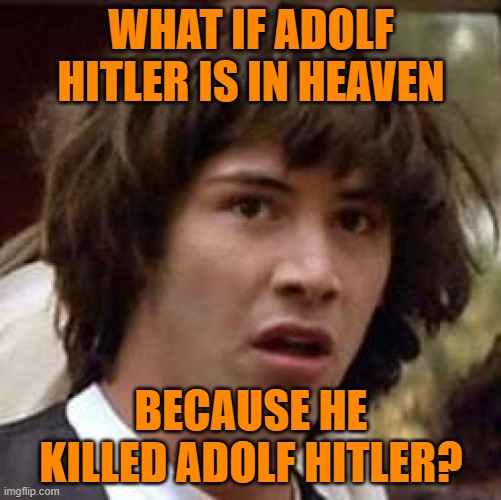 WHAT IF ADOLF
HITLER IS IN HEAVEN
BECAUSE HE
KILLED ADOLF HITLER?
imgflip.com